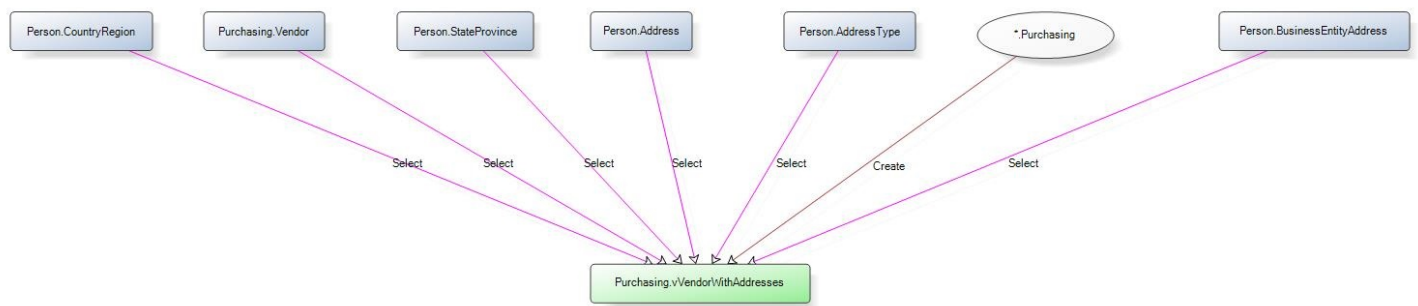 Person.CountryRegion
Purchasing.Vendor
Person.StateProvince
Person.Address
Person.AddressType
*.Purchasing
Person.BusinessEntityAddress
Select
Select
Select
Select
Select
Create
Select
Purchasing.vVendorWithAddresses